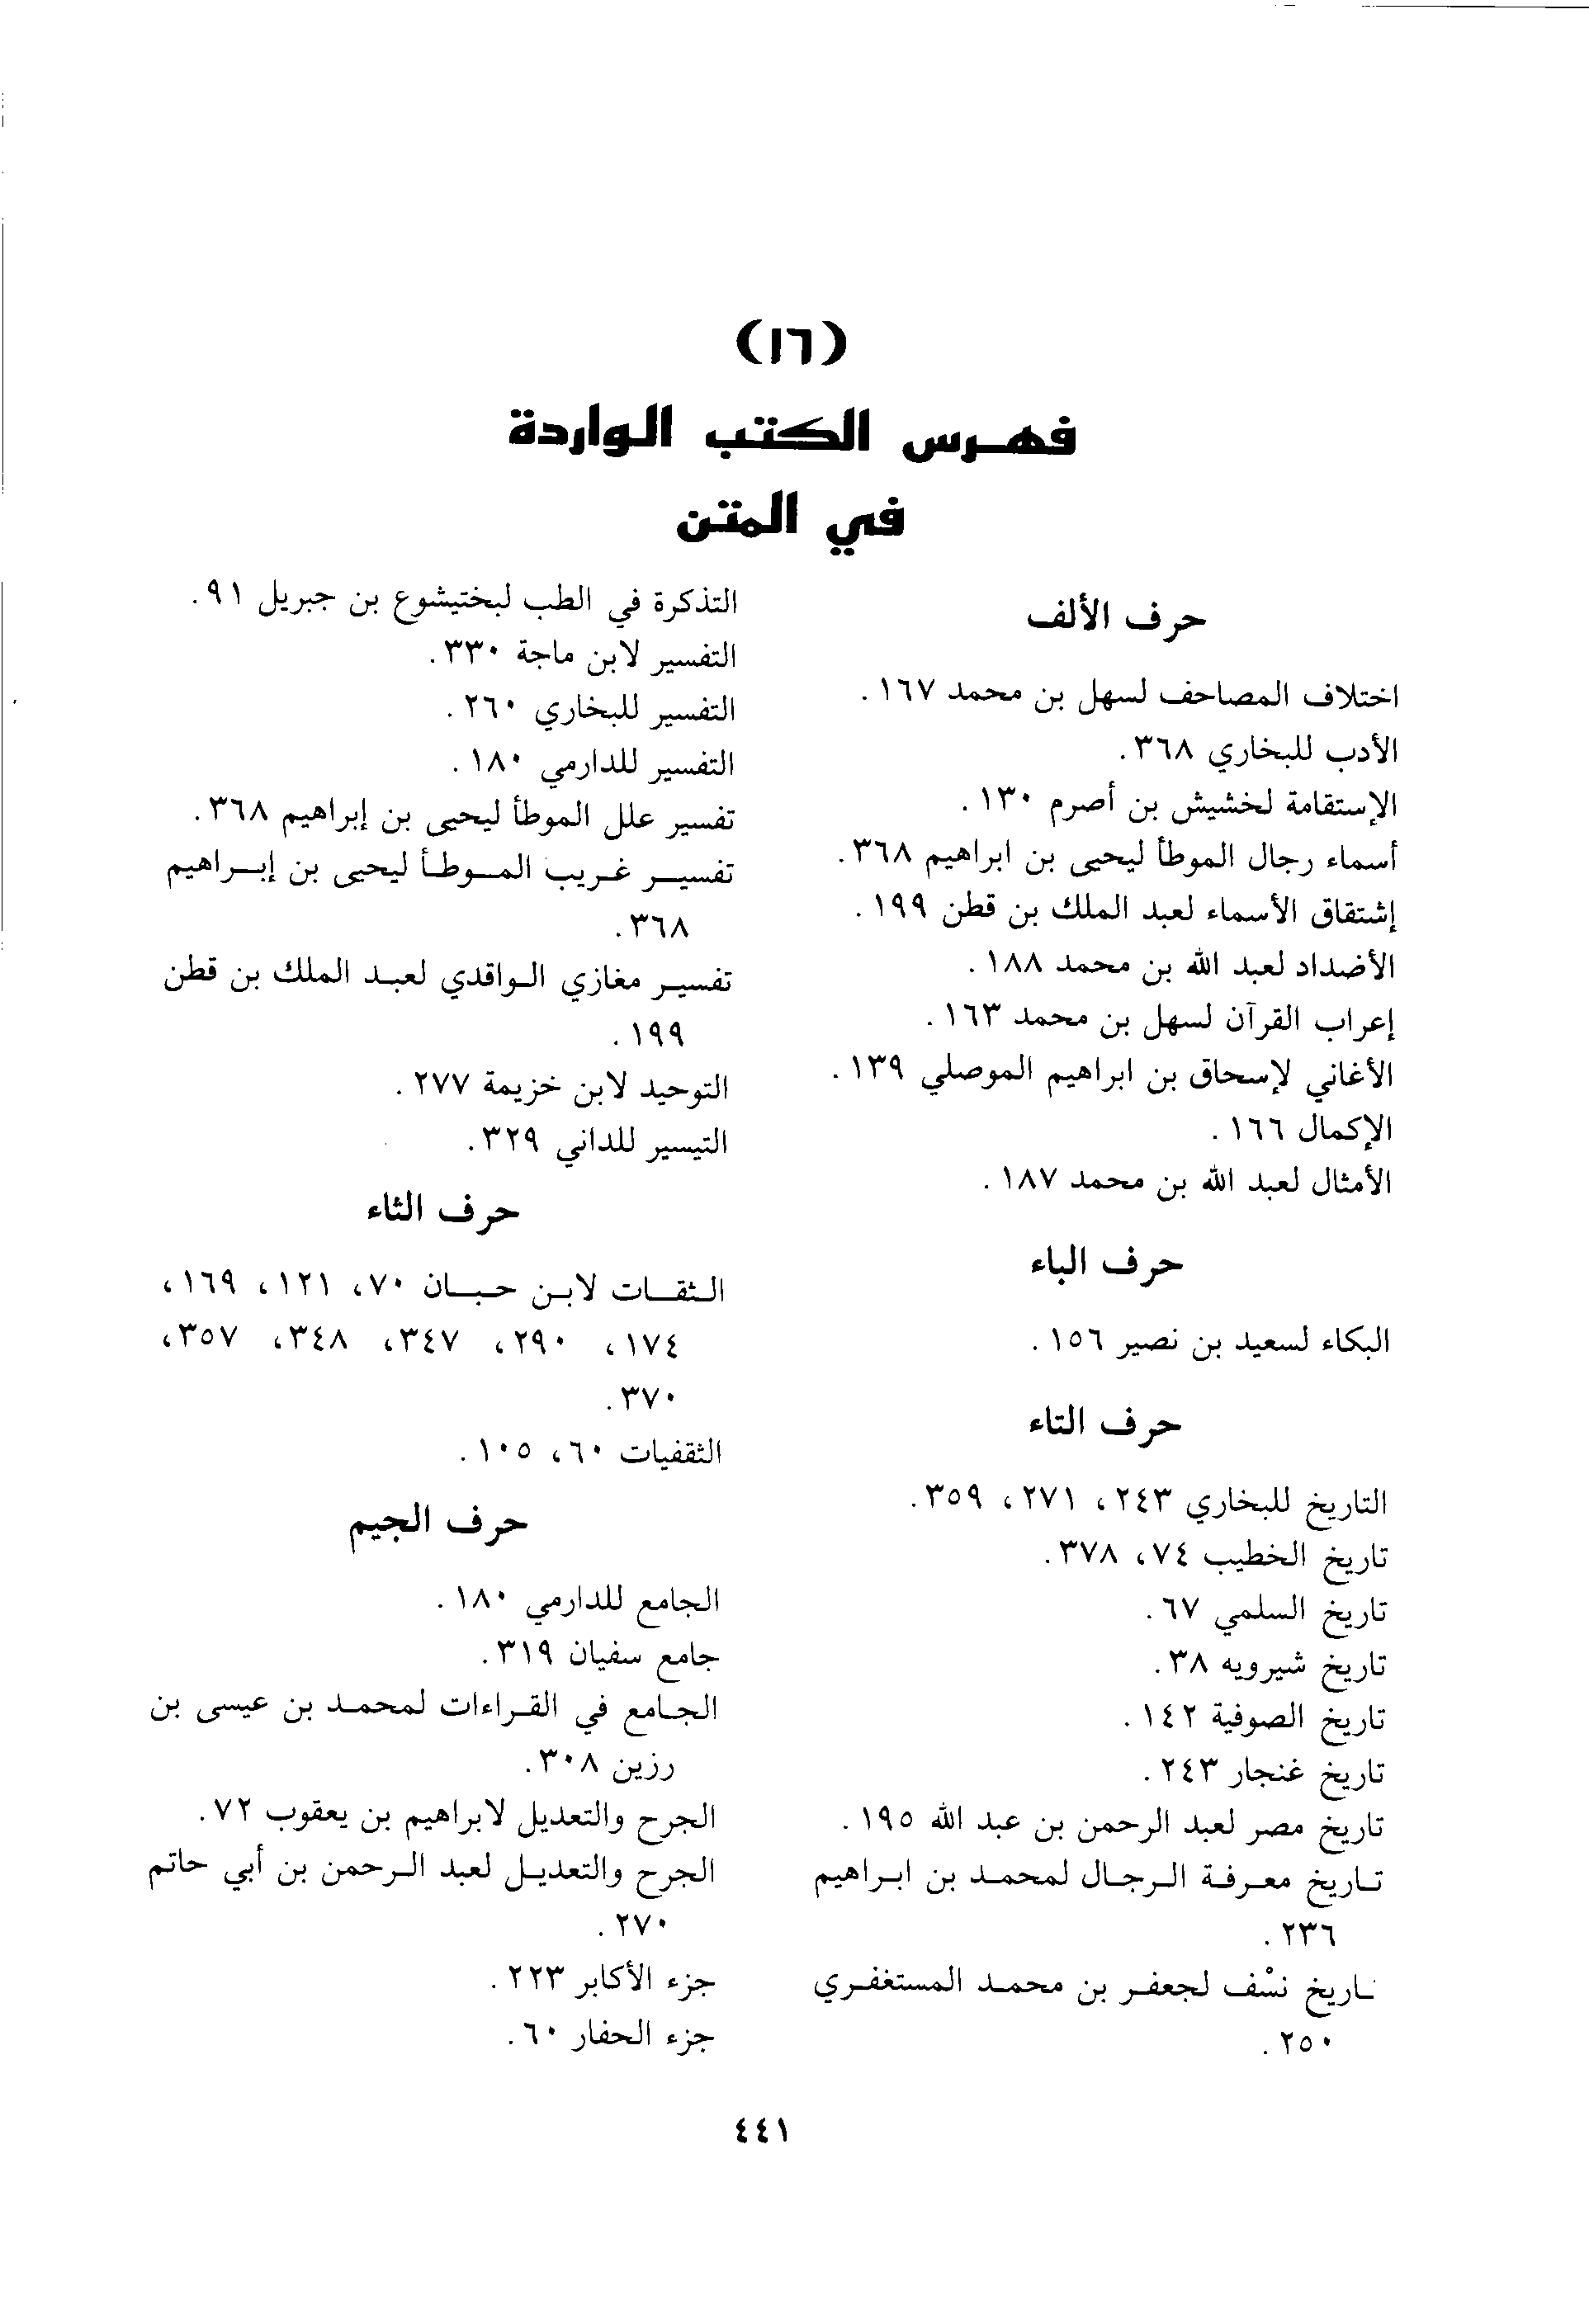 (١٦)
فهرس الكتب الواردة
في المتن
حرف الألف
اختلاف المصاحف لسهل بن محمد ١٦٧.
الأدب للبخاري ٣٦٨.
الإستقامة لخشيش بن أصرم ١٣٠.
أسماء رجال الموطأ ليحيى بن ابراهيم ٣٦٨.
إشتقاق الأسماء لعبد الملك بن قطن ١٩٩.
الأضداد لعبد الله بن محمد ١٨٨.
إعراب القرآن لسهل بن محمد ١٦٣.
الأغاني لإسحاق بن ابراهيم الموصلي ١٣٩.
الإكمال ١٦٦.
الأمثال لعبد الله بن محمد ١٨٧.
حرف الباء
البكاء لسعيد بن نصير ١٥٦.
حرف التاء
التاريخ للبخاري ٢٤٣، ٢٧١، ٣٥٩.
تاريخ الخطيب ٧٤، ٣٧٨.
تاريخ السلمي ٦٧.
تاريخ شيرويه ٣٨.
تاريخ الصوفية ١٤٢.
تاريخ غنجار ٢٤٣.
تاريخ مصر لعبد الرحمن بن عبد الله ١٩٥.
تاريخ معرفة الرجال لمحمد بن ابراهيم
٢٣٦.
تاريخ نسْف لجعفر بن محمد المستغفري
٢٥٠.
التذكرة في الطب لبختيشوع بن جبريل ٩١.
التفسير لابن ماجة ٣٣٠.
التفسير للبخاري ٢٦٠.
التفسير للدارمي ١٨٠.
تفسير علل الموطأ ليحيى بن إبراهيم ٣٦٨.
تفسير غريب الموطأ ليحيى بن إبراهيم
٣٦٨.
تفسير مغازي الواقدي لعبد الملك بن قطن
١٩٩.
التوحيد لابن خزيمة ٢٧٧.
التيسير للداني ٣٢٩.
حرف الثاء
الثقات لابن حبان ٧٠، ١٢١، ١٦٩،
١٧٤، ٢٩٠، ٣٤٧، ٣٤٨، ٣٥٧،
٣٧٠.
الثقفيات ٦٠، ١٠٥.
حرف الجيم
الجامع للدارمي ١٨٠.
جامع سفيان ٣١٩.
الجامع في القراءات لمحمد بن عيسى بن
رزين ٣٠٨.
الجرح والتعديل لابراهيم بن يعقوب ٧٢.
الجرح والتعديل لعبد الرحمن بن أبي حاتم
٢٧٠.
جزء الأكابر ٢٢٣.
جزء الحفار ٦٠.
٤٤١